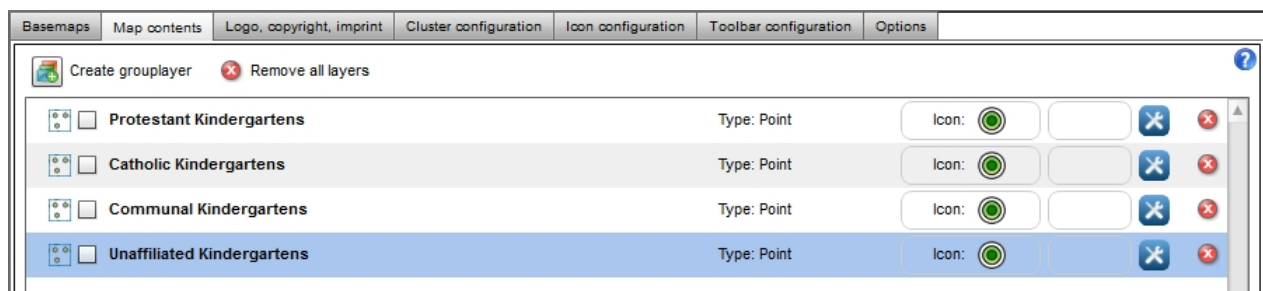 Basemaps Map contents Logo, copyright, imprint Cluster configuration Icon configuration Toolbar configuration Options
Create grouplayer Remove all layers ?
Protestant Kindergartens Type: Point Icon:
Catholic Kindergartens Type: Point Icon:
Communal Kindergartens Type: Point Icon:
Unaffiliated Kindergartens Type: Point Icon: